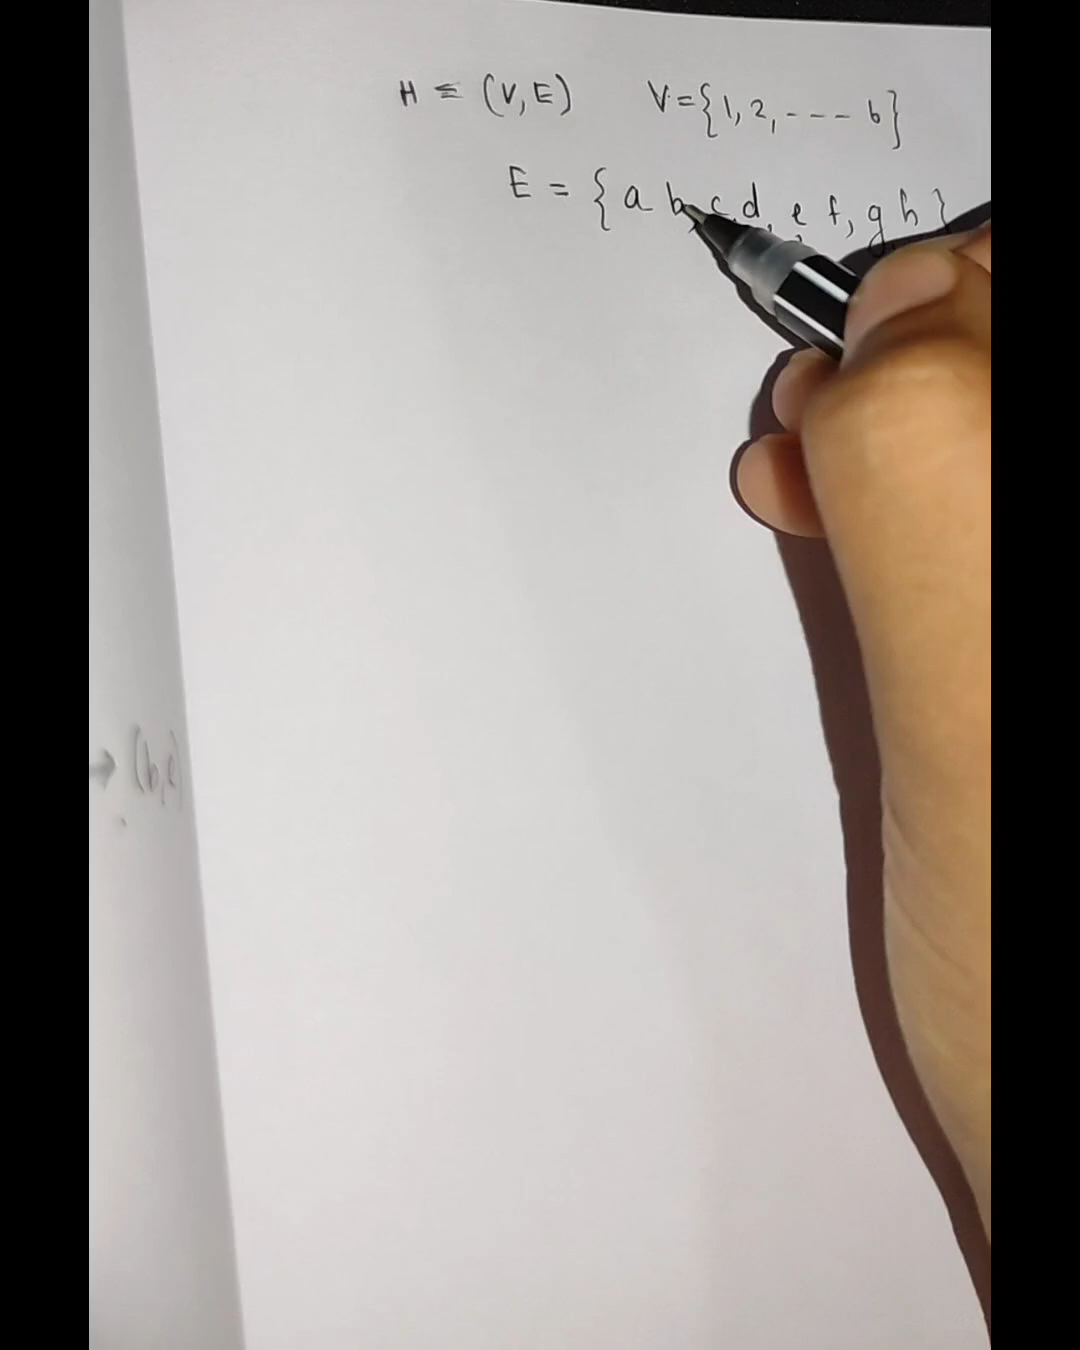 H = (V, E) V = {1, 2, - - - 6}
E = {a b, c, d, e, f, g h}
→ (b, c)